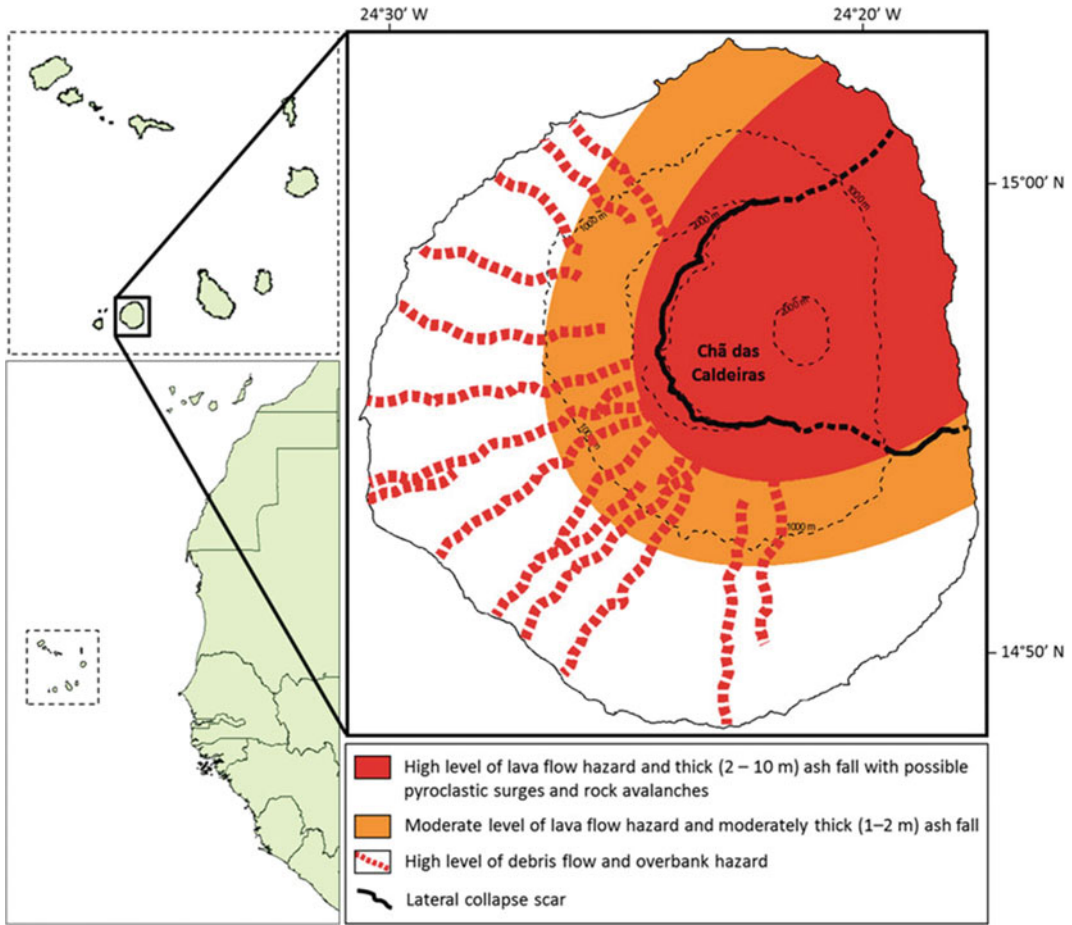 24°30’ W
24°20’ W
15°00’ N
14°50’ N
1000 m
1000 m
2000 m
2000 m
Chã das
Caldeiras
1000 m
High level of lava flow hazard and thick (2 – 10 m) ash fall with possible
pyroclastic surges and rock avalanches
Moderate level of lava flow hazard and moderately thick (1–2 m) ash fall
High level of debris flow and overbank hazard
Lateral collapse scar